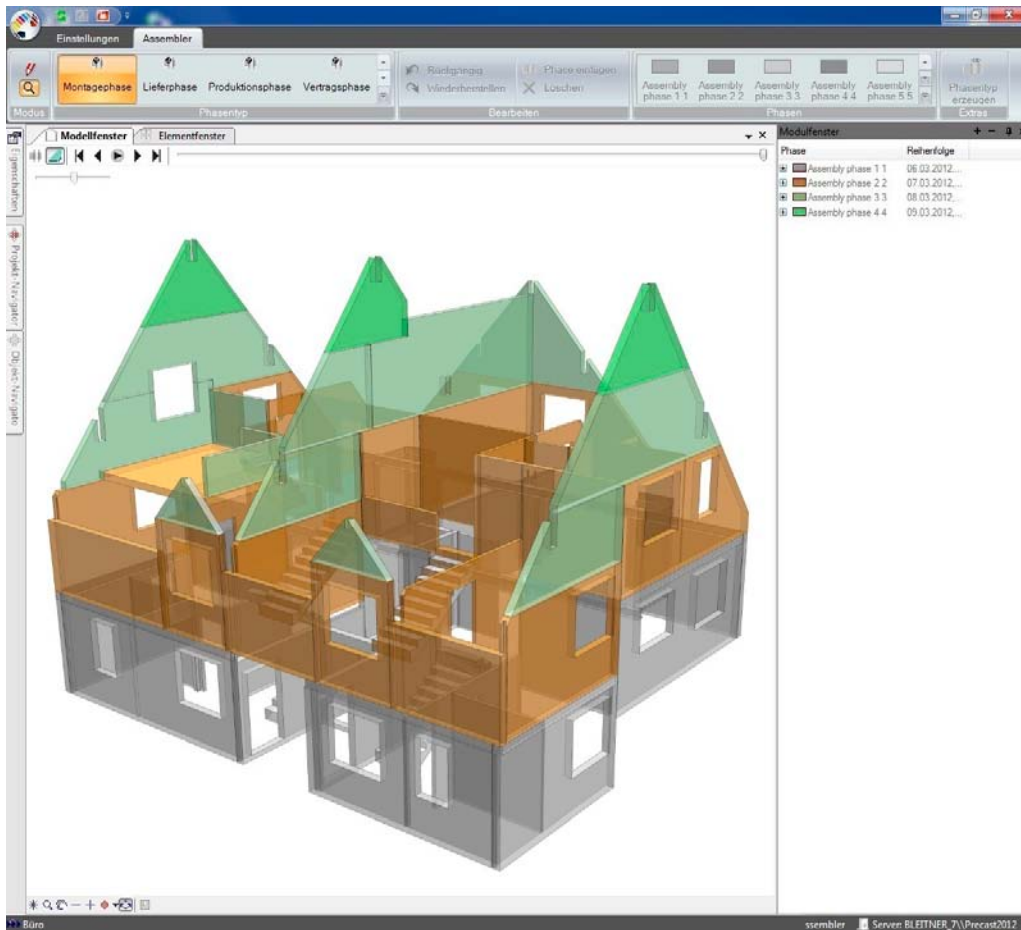 Einstellungen Assembler
Montagephase Lieferphase Produktionsphase Vertragsphase
Rückgängig Phase einfügen
Wiederherstellen Löschen
Assembly phase 1 1 Assembly phase 2 2 Assembly phase 3 3 Assembly phase 4 4 Assembly phase 5 5
Phasentyp erzeugen
Modus Phasentyp Bearbeiten Phasen Extras
Modellfenster Elementfenster
Modulfenster
Phase Reihenfolge
Assembly phase 1 1 06.03.2012,...
Assembly phase 2 2 07.03.2012,...
Assembly phase 3 3 08.03.2012,...
Assembly phase 4 4 09.03.2012,...
Eigenschaften
Projekt-Navigator
Objekt-Navigato
Büro
ssembler Server: BLEITNER_7\\Precast2012